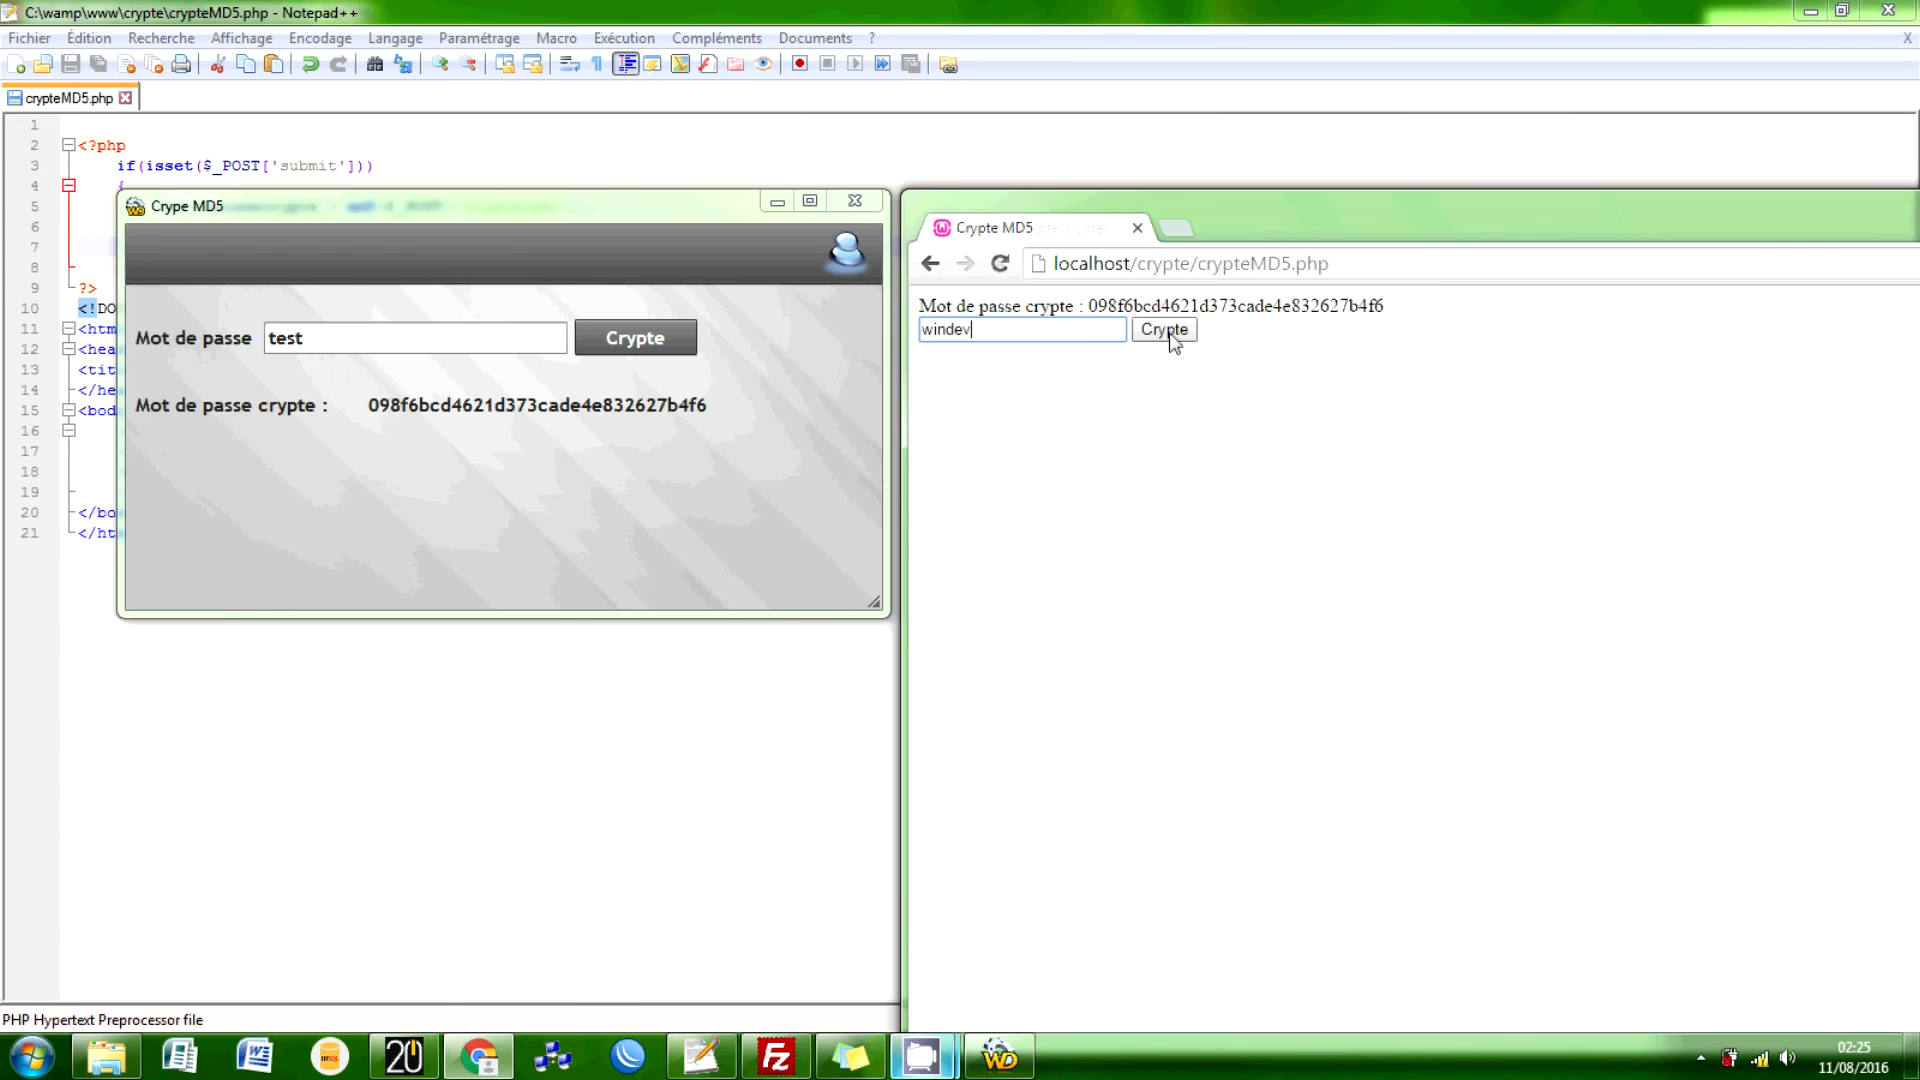 C:\wamp\www\crypte\crypteMD5.php - Notepad++
Fichier Édition Recherche Affichage Encodage Langage Paramétrage Macro Exécution Compléments Documents ? X
crypteMD5.php
1
2 <?php
3 if(isset($_POST['submit']))
4 {
5
6
7
8
9 ?>
10 <!DO
11 <htm
12 <hea
13 <tit
14 </he
15 <bod
16
17
18
19
20 </bo
21 </ht
Crype MD5
Mot de passe test Crypte
Mot de passe crypte : 098f6bcd4621d373cade4e832627b4f6
Crypte MD5
localhost/crypte/crypteMD5.php
Mot de passe crypte : 098f6bcd4621d373cade4e832627b4f6
windev Crypte
PHP Hypertext Preprocessor file
20
Fz
WD
02:25
11/08/2016